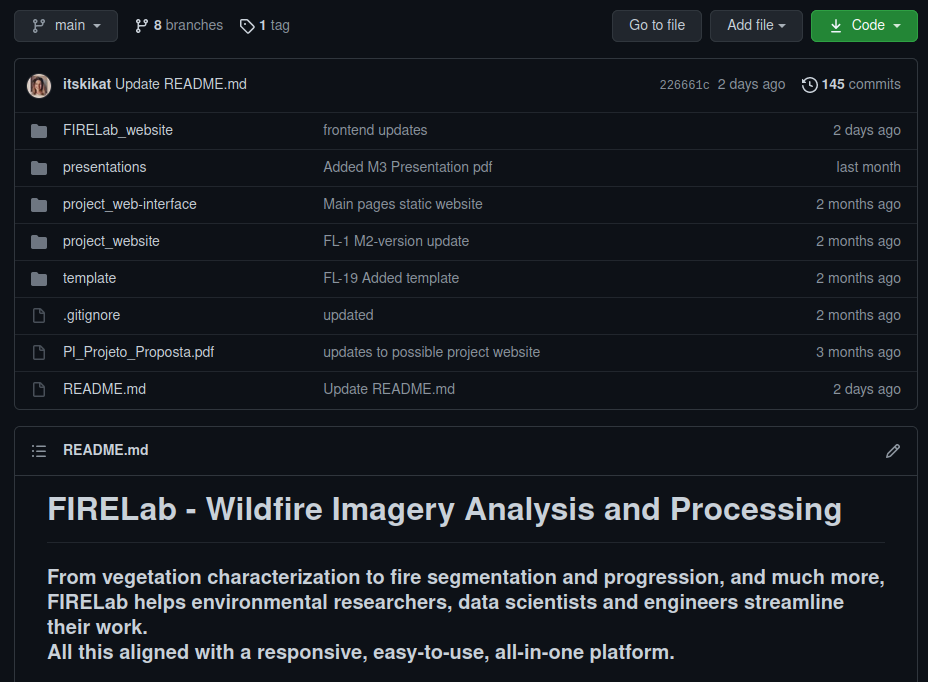 main 8 branches 1 tag Go to file Add file Code
itskikat Update README.md 226661c 2 days ago 145 commits
FIRELab_website frontend updates 2 days ago
presentations Added M3 Presentation pdf last month
project_web-interface Main pages static website 2 months ago
project_website FL-1 M2-version update 2 months ago
template FL-19 Added template 2 months ago
.gitignore updated 2 months ago
PI_Projeto_Proposta.pdf updates to possible project website 3 months ago
README.md Update README.md 2 days ago
README.md
FIRELab - Wildfire Imagery Analysis and Processing
From vegetation characterization to fire segmentation and progression, and much more,
FIRELab helps environmental researchers, data scientists and engineers streamline
their work.
All this aligned with a responsive, easy-to-use, all-in-one platform.